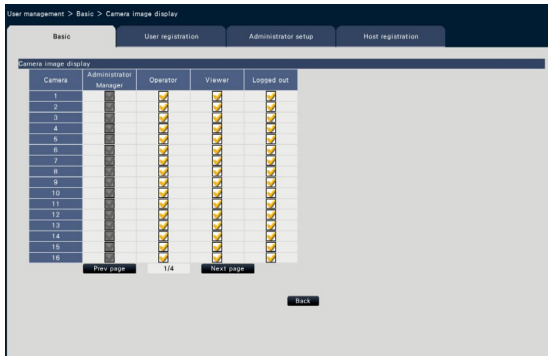 User management > Basic > Camera image display
Basic User registration Administrator setup Host registration
Camera image display
Camera Administrator Manager Operator Viewer Logged out
1
2
3
4
5
6
7
8
9
10
11
12
13
14
15
16
Prev page 1/4 Next page
Back